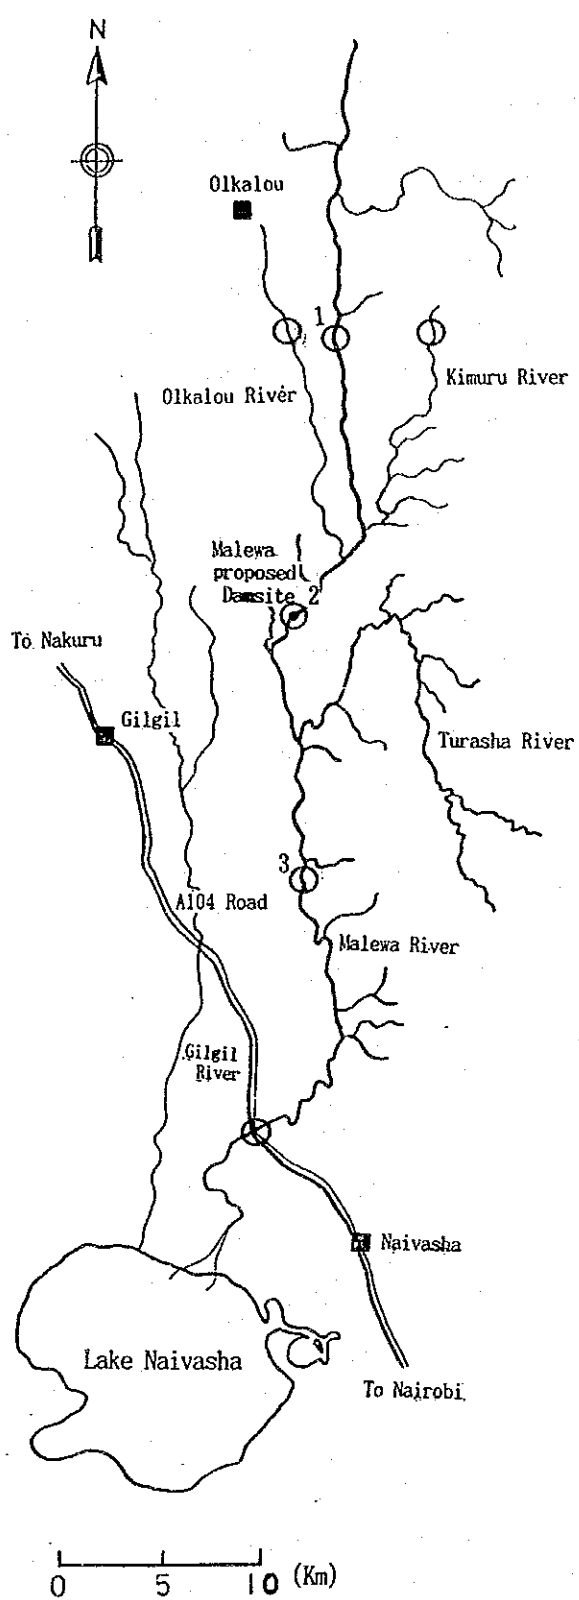 N
Olkalou
1
Kimuru River
Olkalou River
Malewa
proposed
Damsite 2
To Nakuru
Gilgil
Turasha River
3
A104 Road
Malewa River
Gilgil
River
Naivasha
Lake Naivasha
To Nairobi
0 5 10 (Km)